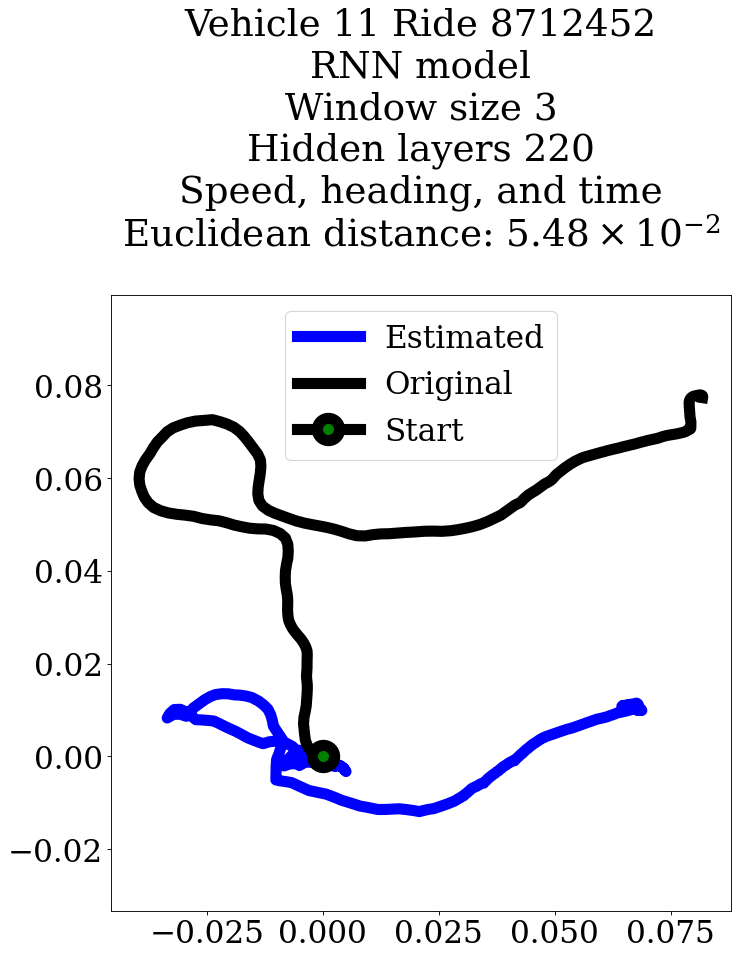 Vehicle 11 Ride 8712452
RNN model
Window size 3
Hidden layers 220
Speed, heading, and time
Euclidean distance: 5.48 × 10⁻²
Estimated
Original
Start
0.08
0.06
0.04
0.02
0.00
−0.02
−0.025 0.000 0.025 0.050 0.075